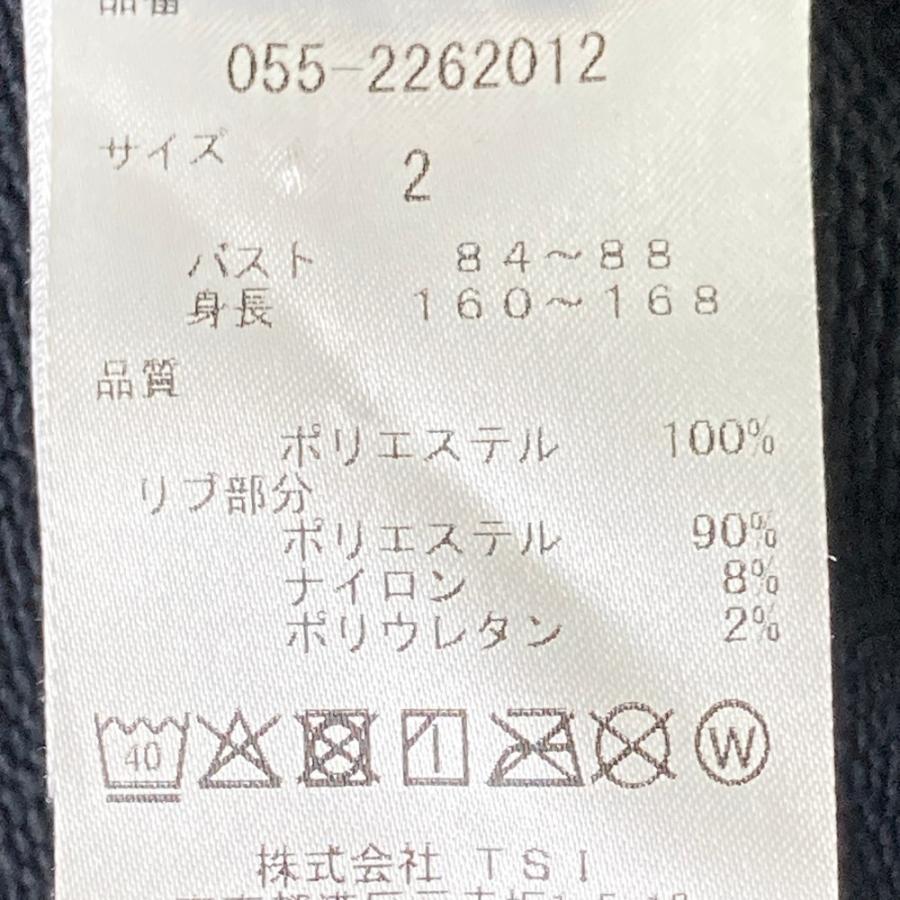 品番
055-2262012
サイズ 2
バスト 84～88
身長 160～168
品質
ポリエステル 100%
リブ部分
ポリエステル 90%
ナイロン 8%
ポリウレタン 2%
40 W
株式会社 TSI